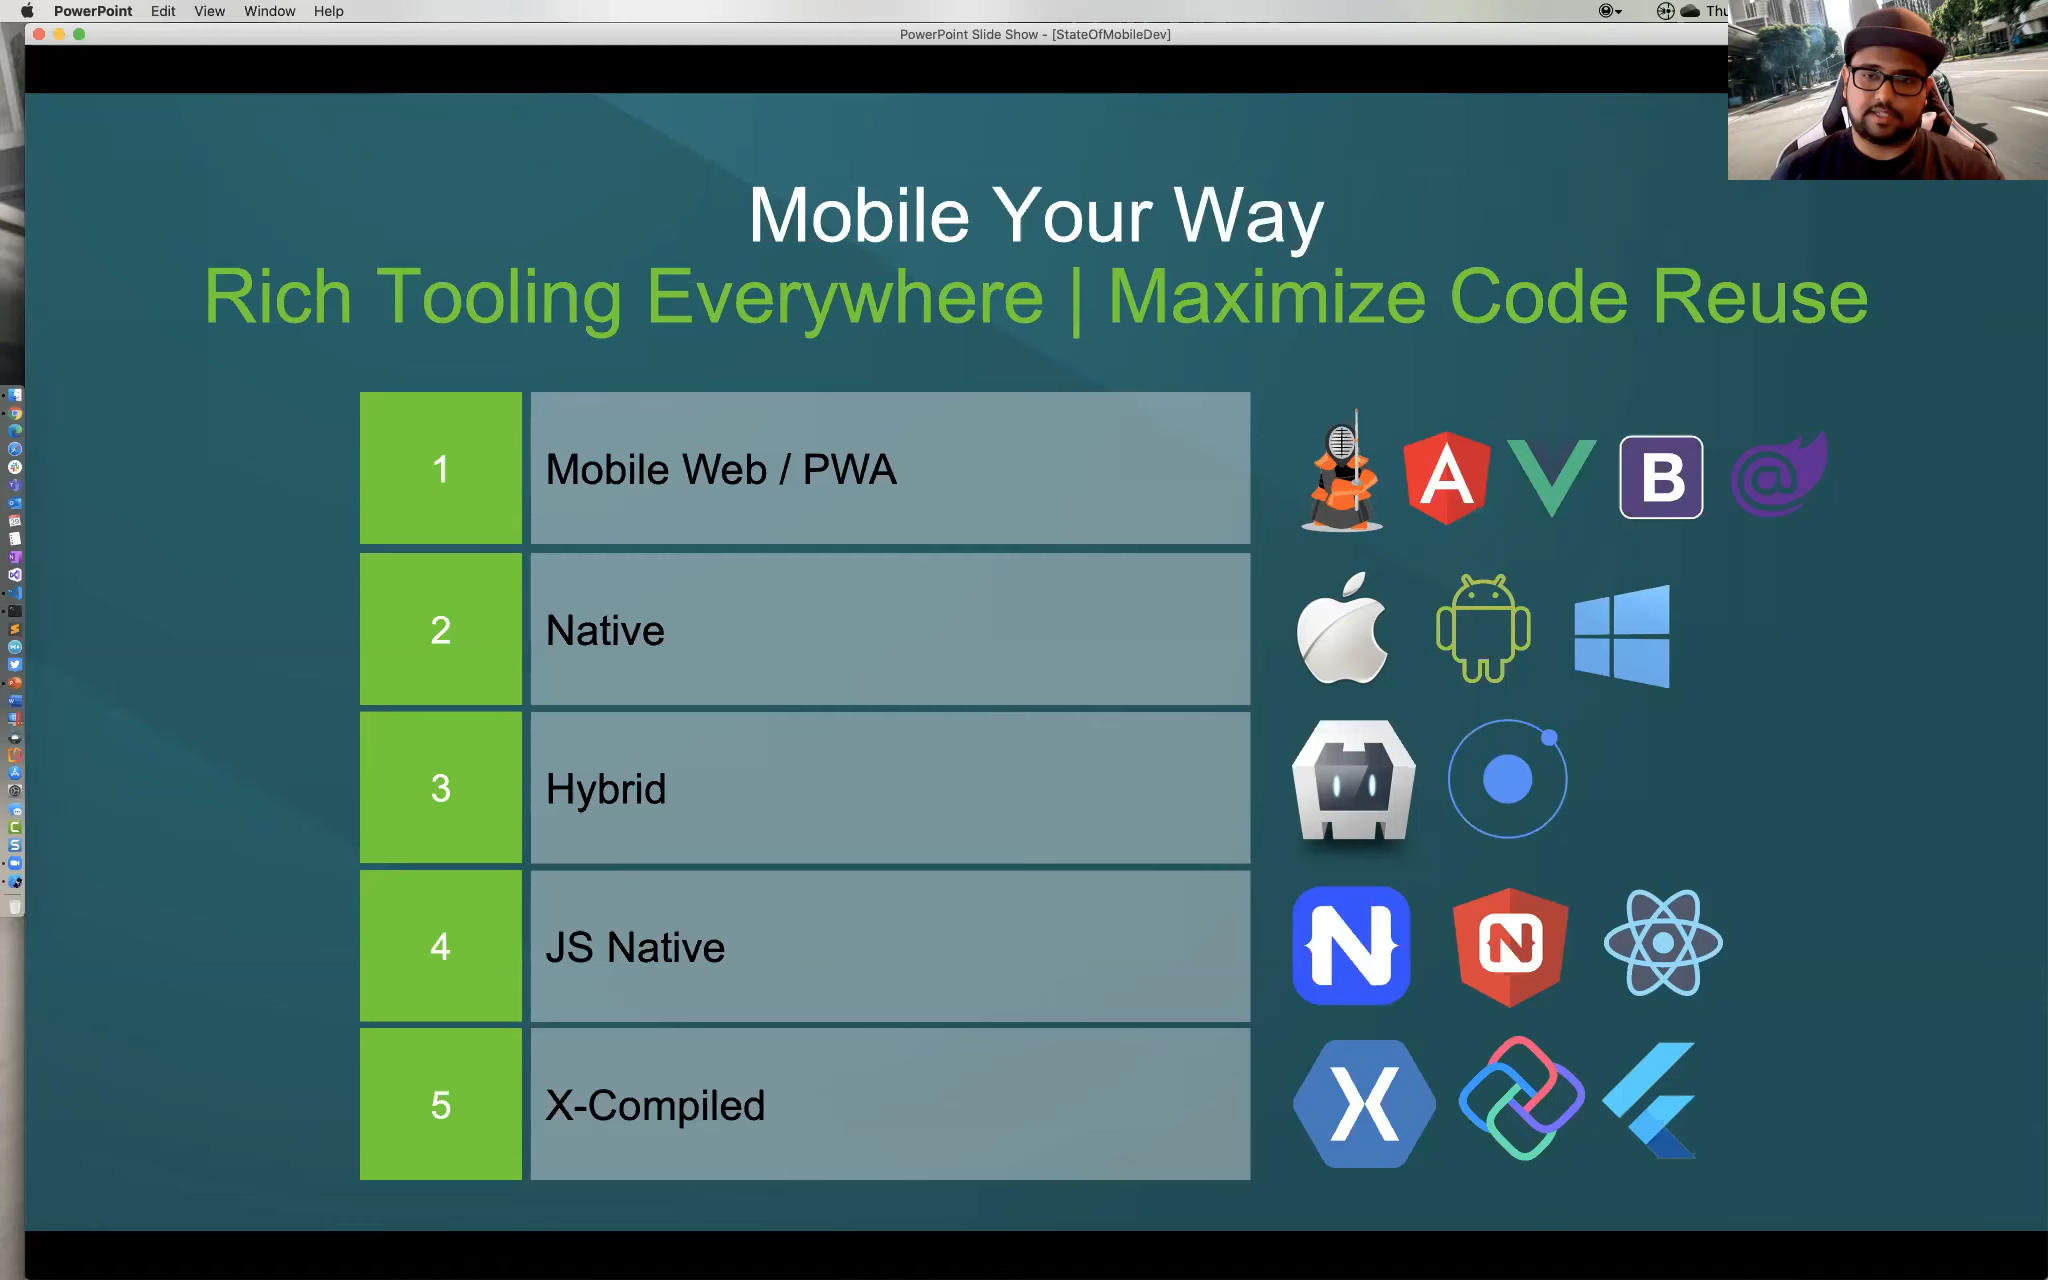 PowerPoint Edit View Window Help Thu
PowerPoint Slide Show - [StateOfMobileDev]
Mobile Your Way
Rich Tooling Everywhere | Maximize Code Reuse
1 Mobile Web / PWA
A B @
2 Native
3 Hybrid
4 JS Native
N N
5 X-Compiled
X